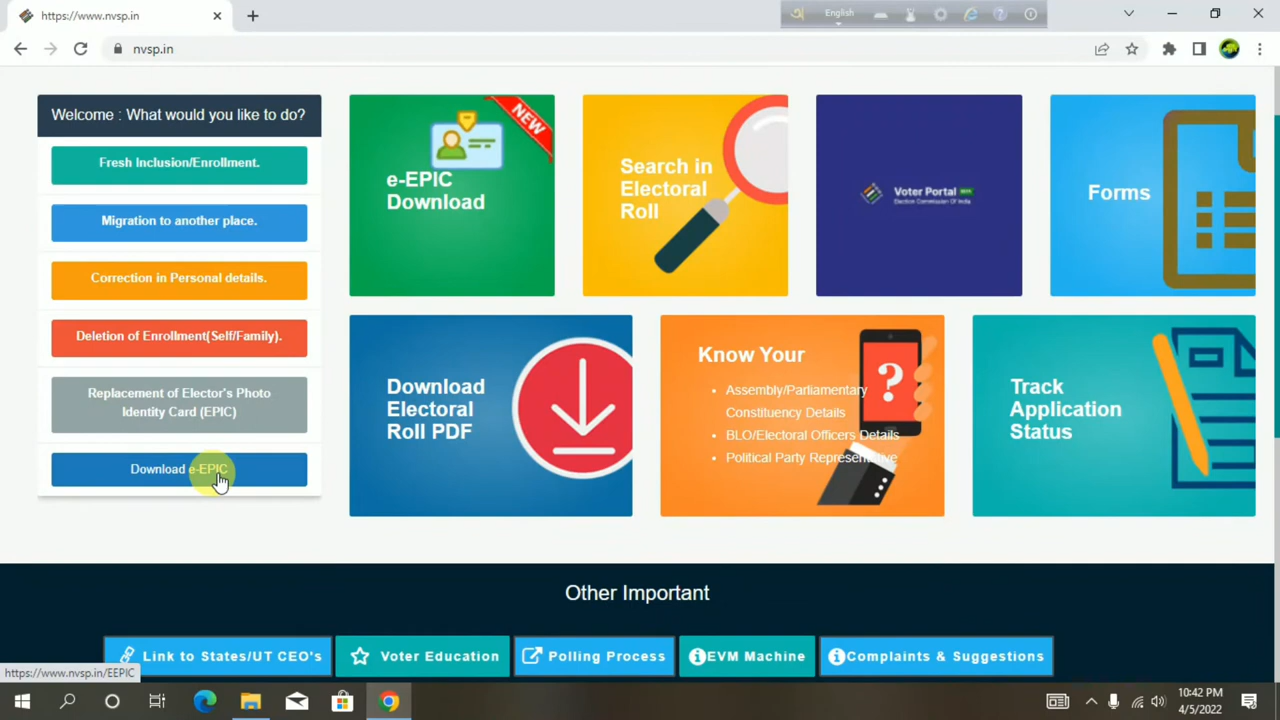 https://www.nvsp.in
অ
English
nvsp.in
Welcome : What would you like to do?
Fresh Inclusion/Enrollment.
Migration to another place.
Correction in Personal details.
Deletion of Enrollment(Self/Family).
Replacement of Elector's Photo
Identity Card (EPIC)
Download e-EPIC
NEW
e-EPIC
Download
Search in
Electoral
Roll
Voter Portal
Election Commission Of India
Forms
Download
Electoral
Roll PDF
Know Your
Assembly/Parliamentary
Constituency Details
BLO/Electoral Officers Details
Political Party Representative
Track
Application
Status
Other Important
Link to States/UT CEO's
Voter Education
Polling Process
EVM Machine
Complaints & Suggestions
https://www.nvsp.in/EEPIC
10:42 PM
4/5/2022